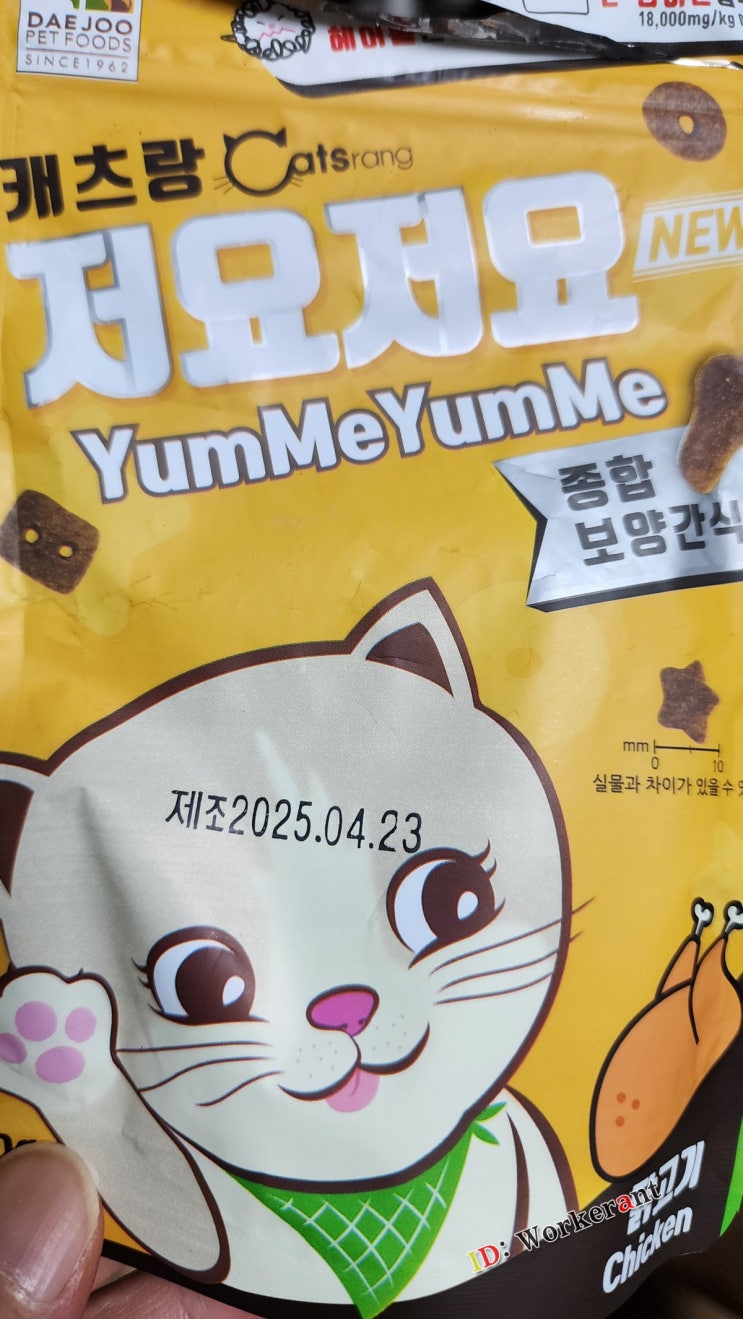 DAEJOO
PET FOODS
SINCE1962
18,000mg/kg
캐츠랑 Catsrang
저요저요
NEW
YumMeYumMe
종합
보양간식
mm
0 10
실물과 차이가 있을 수
제조2025.04.23
닭고기
Chicken
ID: Workerant